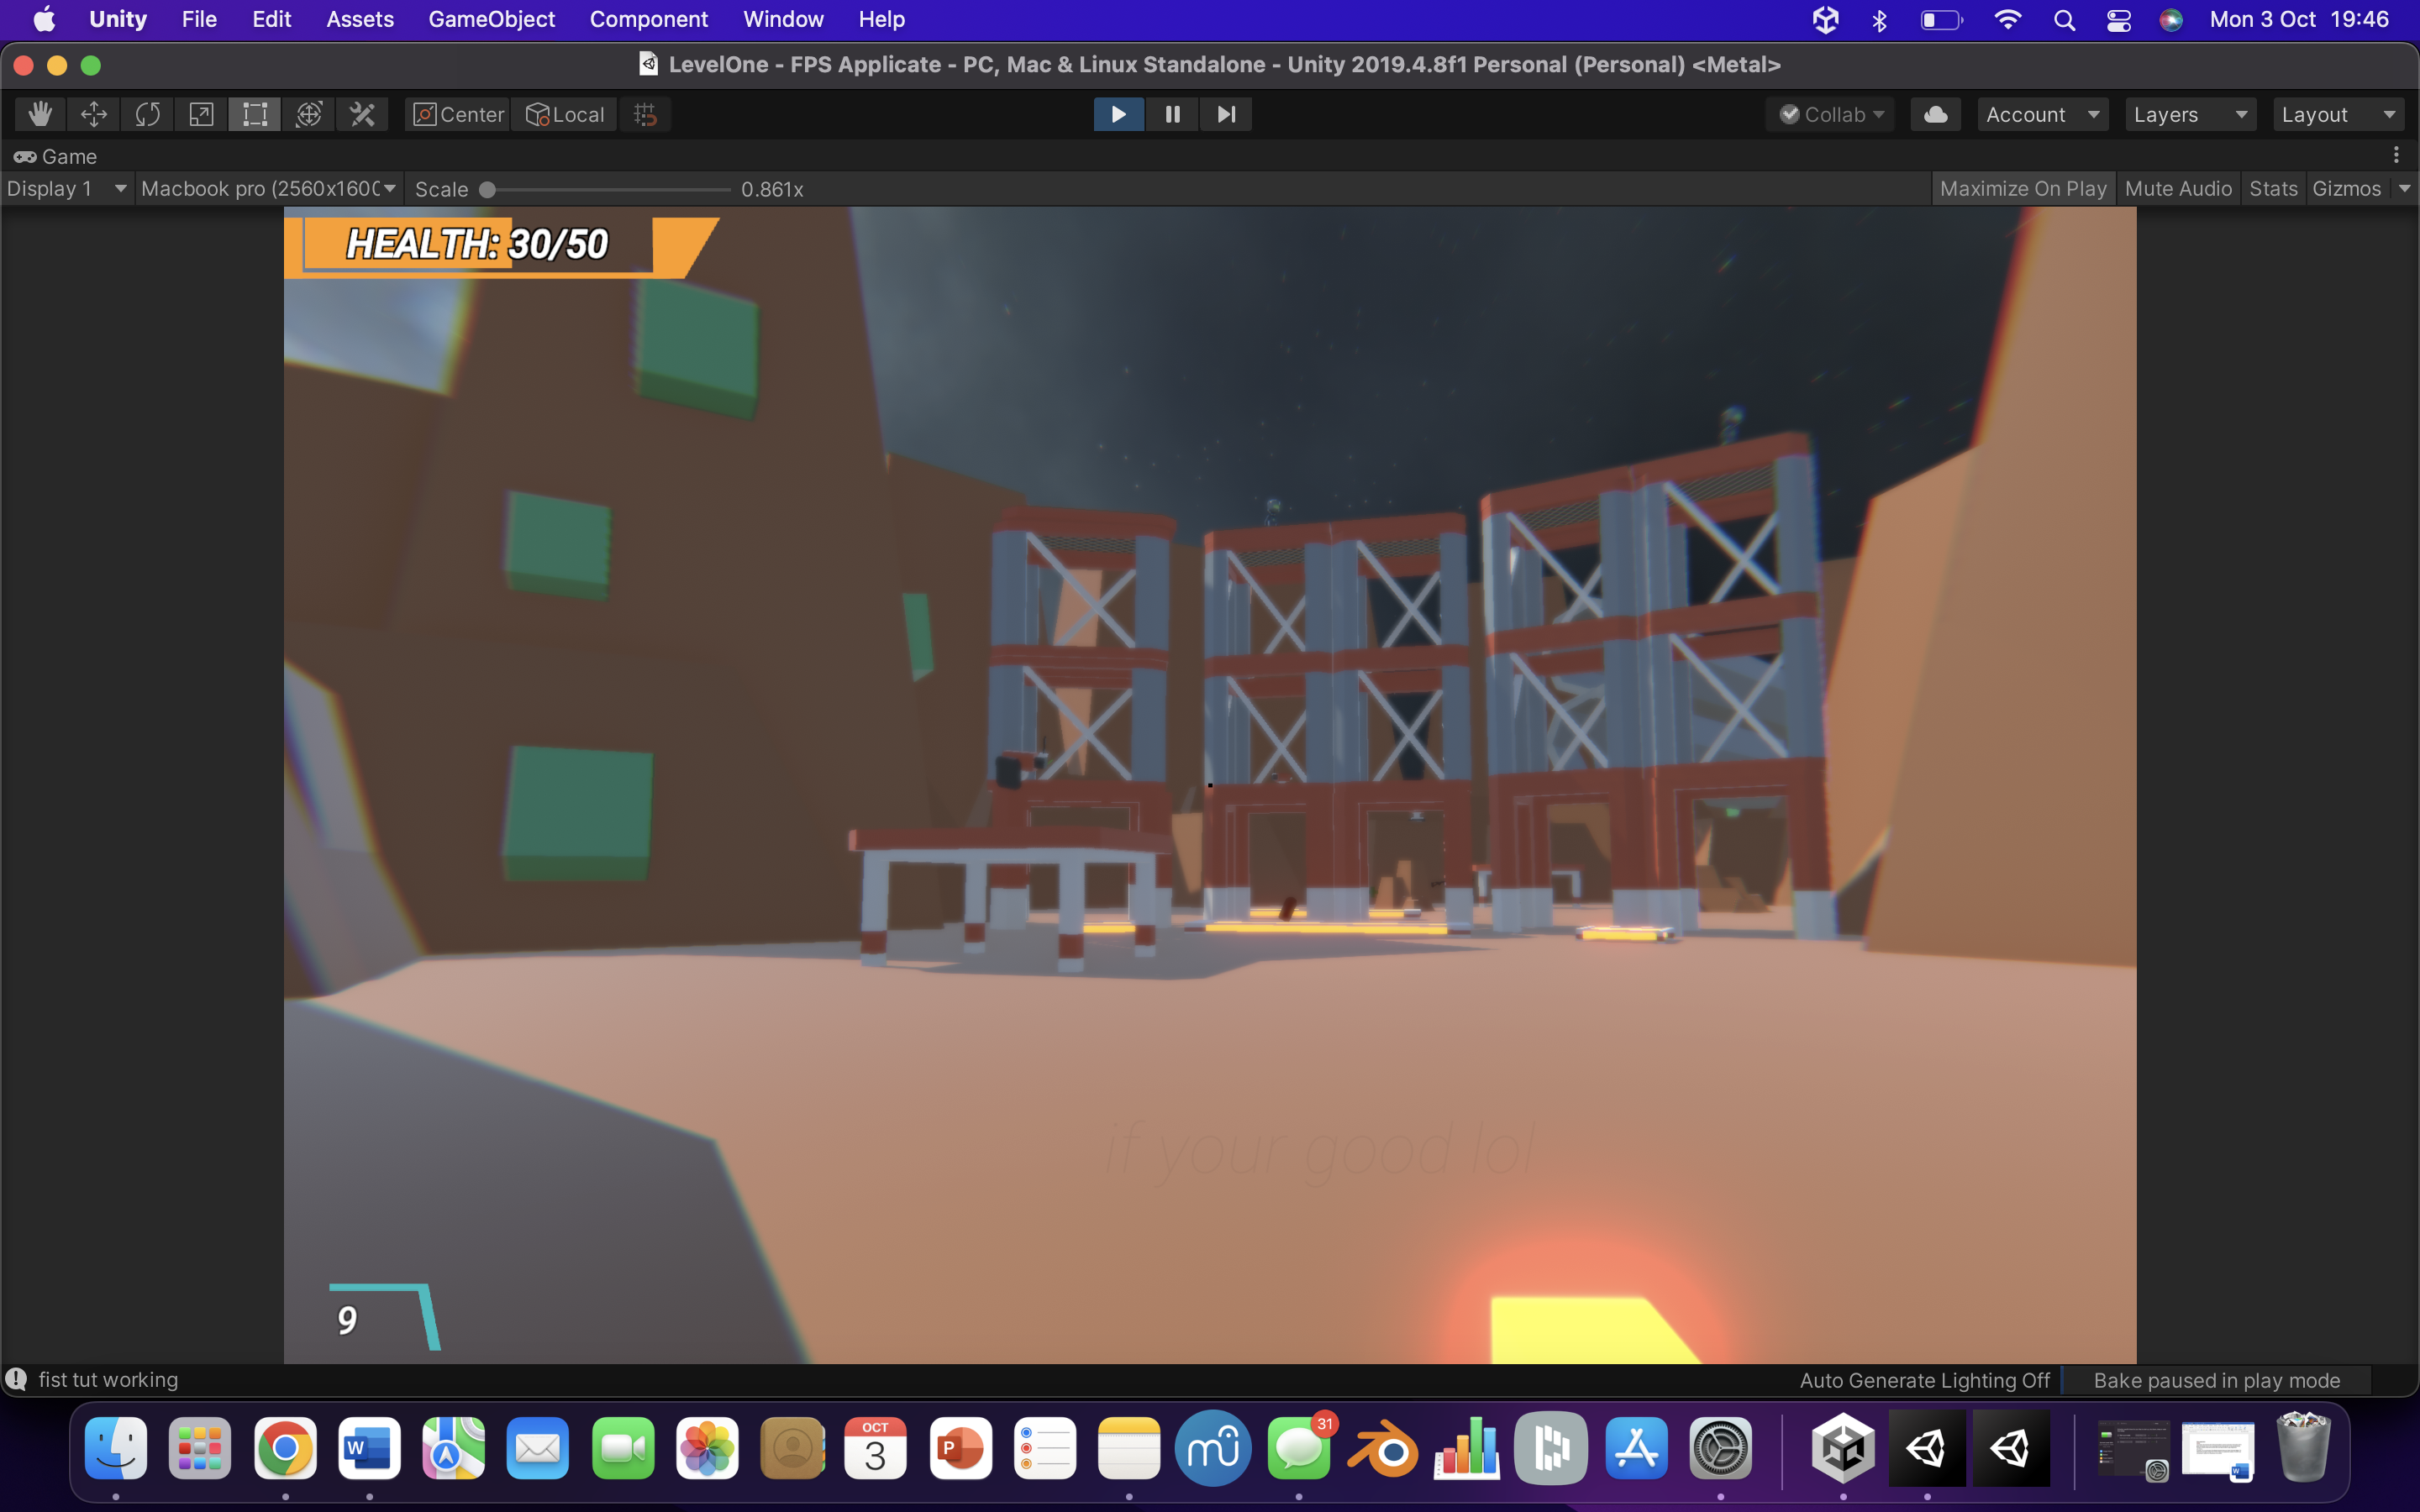 Unity File Edit Assets GameObject Component Window Help Mon 3 Oct 19:46
LevelOne - FPS Applicate - PC, Mac & Linux Standalone - Unity 2019.4.8f1 Personal (Personal) <Metal>
Center Local Collab Account Layers Layout
Game
Display 1 Macbook pro (2560x160 Scale 0.861x Maximize On Play Mute Audio Stats Gizmos
HEALTH: 30/50
if your good lol
9
fist tut working Auto Generate Lighting Off Bake paused in play mode
31
OCT
W P mu
3